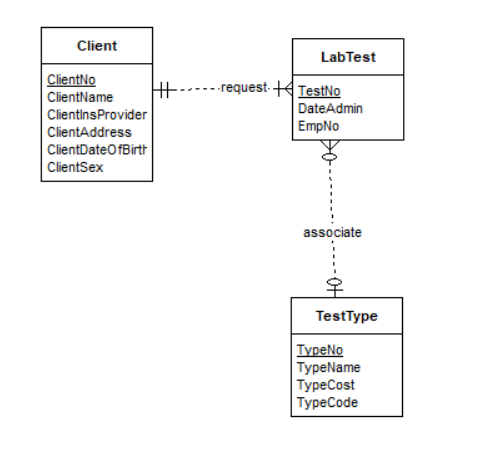 Client
ClientNo
ClientName
ClientInsProvider
ClientAddress
ClientDateOfBirth
ClientSex
request
LabTest
TestNo
DateAdmin
EmpNo
associate
TestType
TypeNo
TypeName
TypeCost
TypeCode